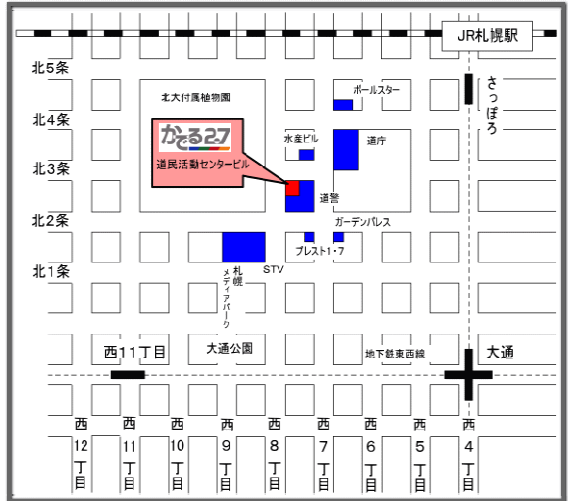 JR札幌駅
北5条
さっぽろ
ポールスター
北大付属植物園
北4条
かでる2・7
水産ビル
道庁
道民活動センタービル
北3条
道警
北2条
ガーデンパレス
プレスト1・7
北1条
札幌
メディアパーク
STV
西11丁目
大通公園
地下鉄東西線
大通
西12丁目
西11丁目
西10丁目
西9丁目
西8丁目
西7丁目
西6丁目
西5丁目
西4丁目